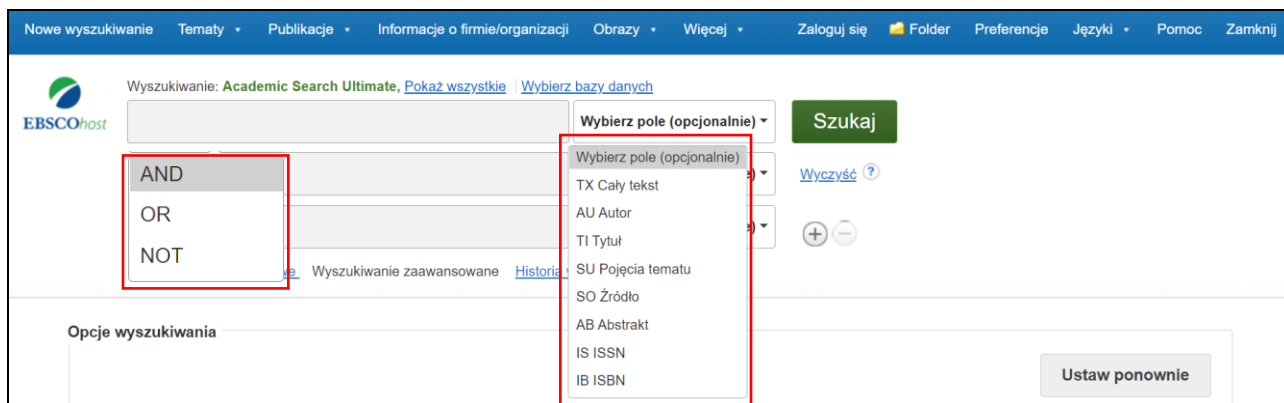 Nowe wyszukiwanie Tematy Publikacje Informacje o firmie/organizacji Obrazy Więcej Zaloguj się Folder Preferencje Języki Pomoc Zamknij
Wyszukiwanie: Academic Search Ultimate, Pokaż wszystkie Wybierz bazy danych
EBSCOhost
Wybierz pole (opcjonalnie)
Szukaj
AND
OR
NOT
Wybierz pole (opcjonalnie)
TX Cały tekst
AU Autor
TI Tytuł
SU Pojęcia tematu
SO Źródło
AB Abstrakt
IS ISSN
IB ISBN
Wyczyść ?
Wyszukiwanie zaawansowane Historia
Opcje wyszukiwania
Ustaw ponownie